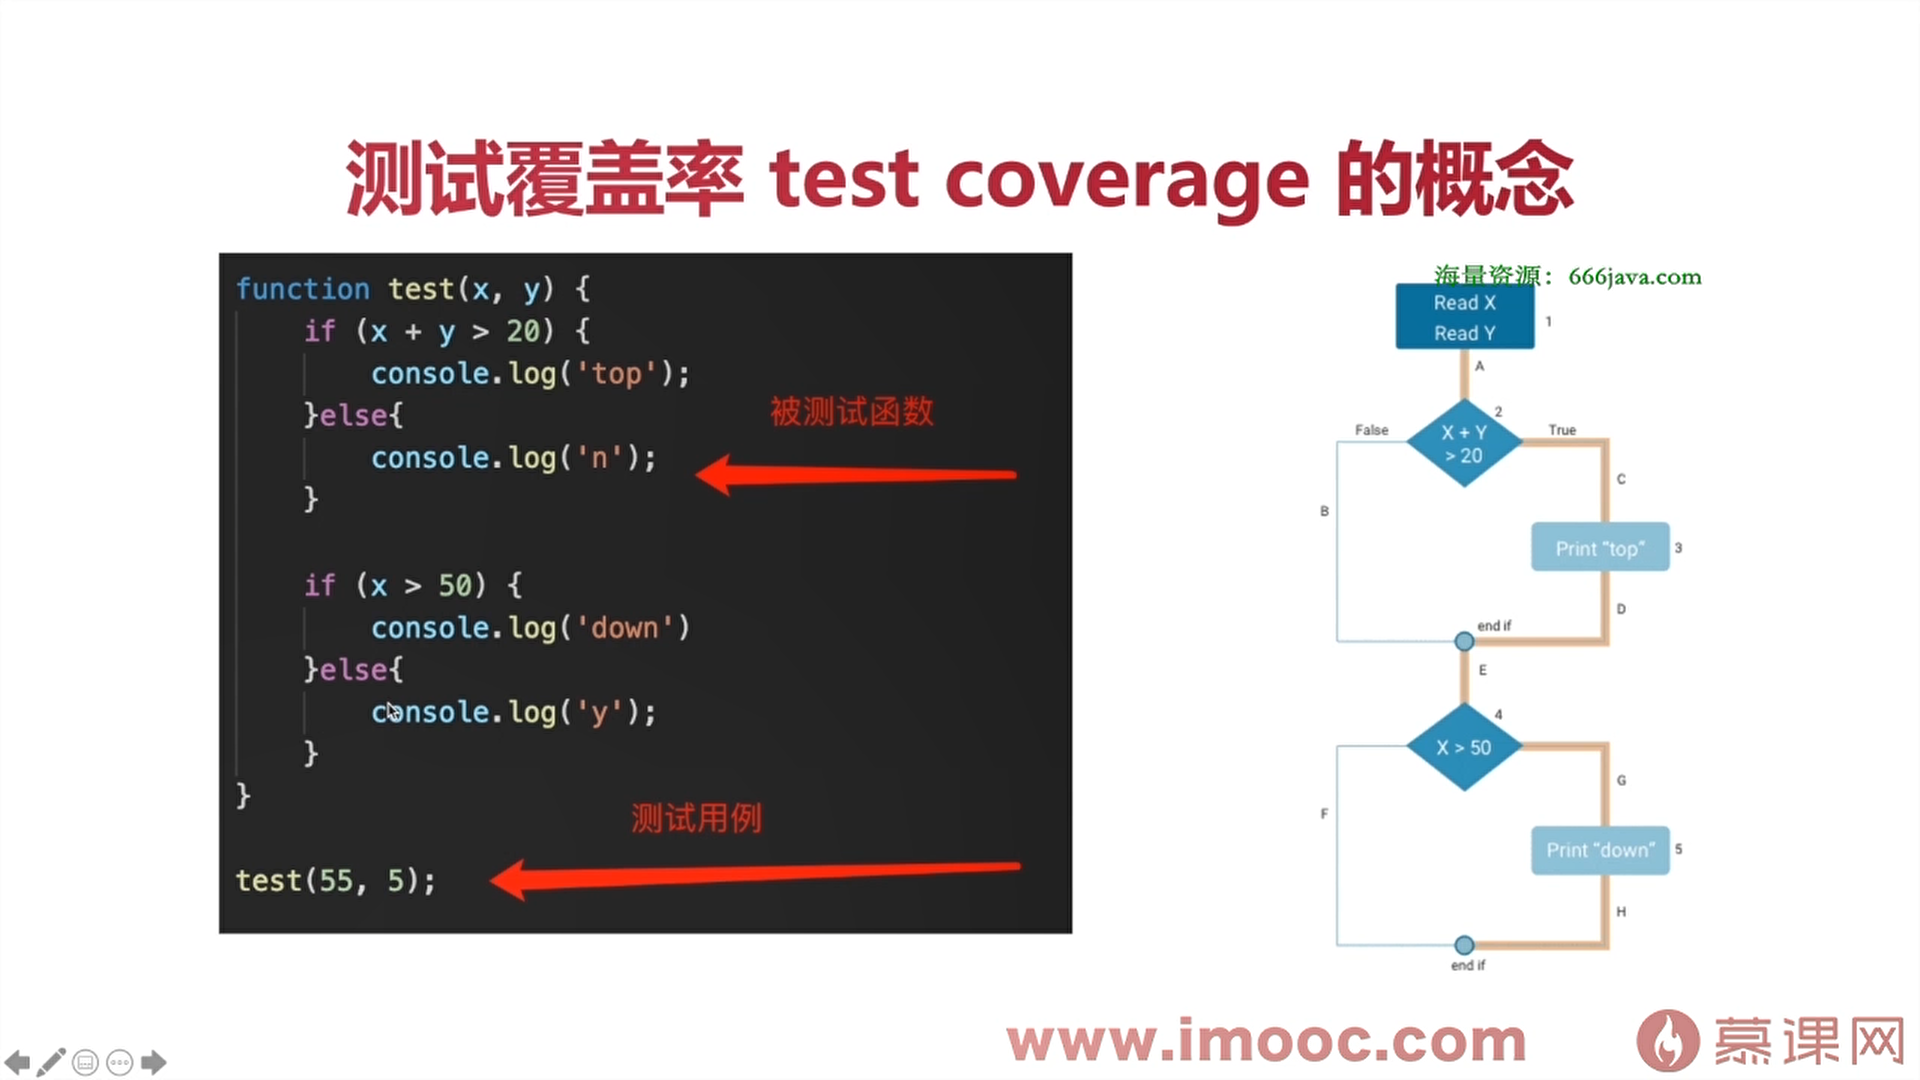 测试覆盖率 test coverage 的概念
function test(x, y) {
if (x + y > 20) {
console.log('top');
}else{
console.log('n');
}
if (x > 50) {
console.log('down')
}else{
console.log('y');
}
}
test(55, 5);
被测试函数
测试用例
海量资源：666java.com
Read X
Read Y
1
A
2
False
X + Y
> 20
True
C
B
Print “top”
3
D
end if
E
4
X > 50
G
F
Print “down”
5
H
end if
www.imooc.com
慕课网